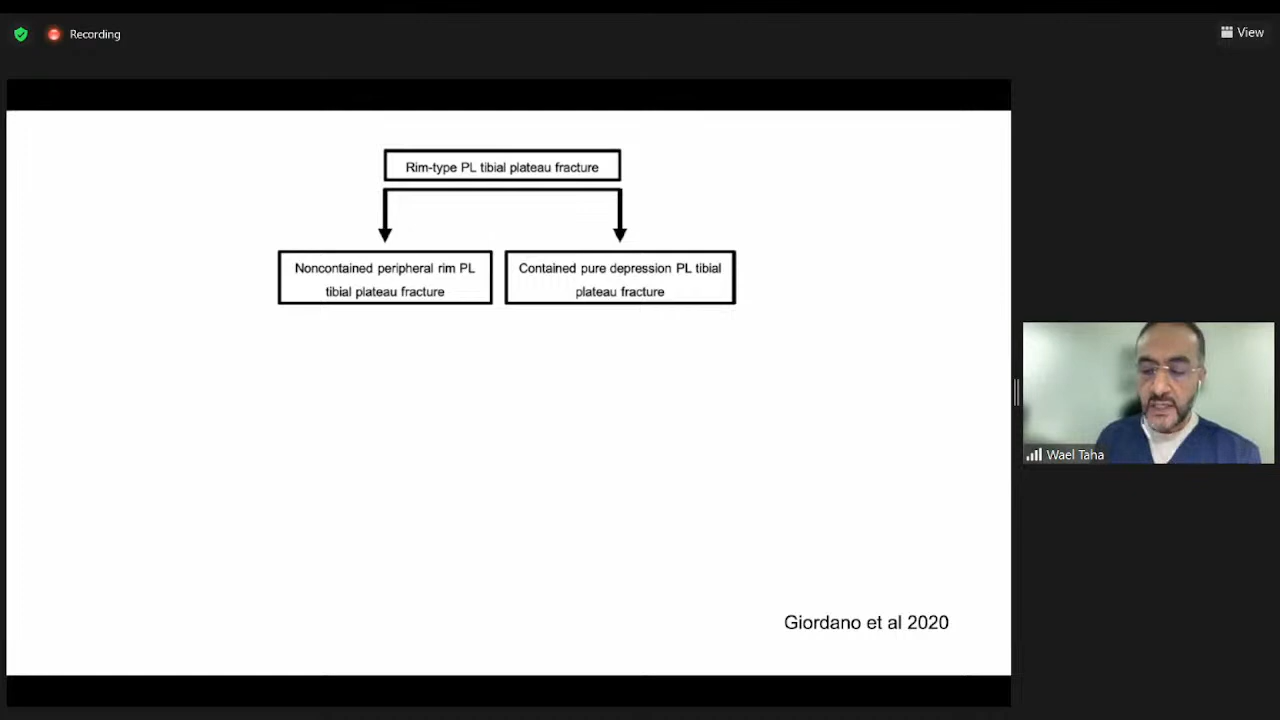 Recording
View
Rim-type PL tibial plateau fracture
Noncontained peripheral rim PL
tibial plateau fracture
Contained pure depression PL tibial
plateau fracture
Wael Taha
Giordano et al 2020